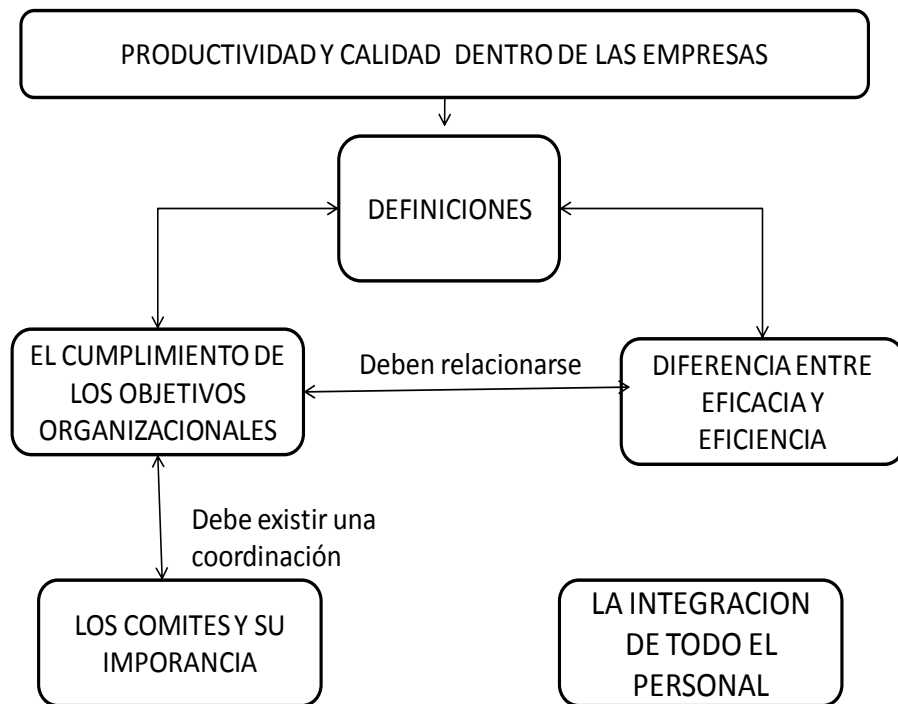 PRODUCTIVIDAD Y CALIDAD DENTRO DE LAS EMPRESAS
DEFINICIONES
EL CUMPLIMIENTO DE
LOS OBJETIVOS
ORGANIZACIONALES
Deben relacionarse
DIFERENCIA ENTRE
EFICACIA Y
EFICIENCIA
Debe existir una
coordinación
LOS COMITES Y SU
IMPORANCIA
LA INTEGRACION
DE TODO EL
PERSONAL